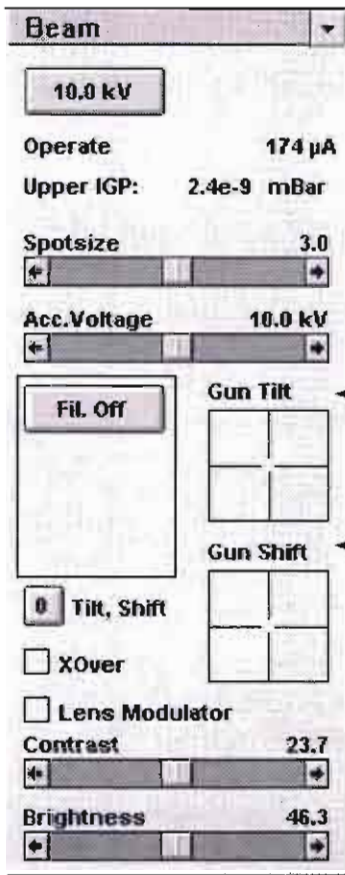 Beam
10.0 kV
Operate 174 µA
Upper IGP: 2.4e-9 mBar
Spotsize 3.0
Acc.Voltage 10.0 kV
Fil. Off
Gun Tilt
Gun Shift
0 Tilt, Shift
XOver
Lens Modulator
Contrast 23.7
Brightness 46.3